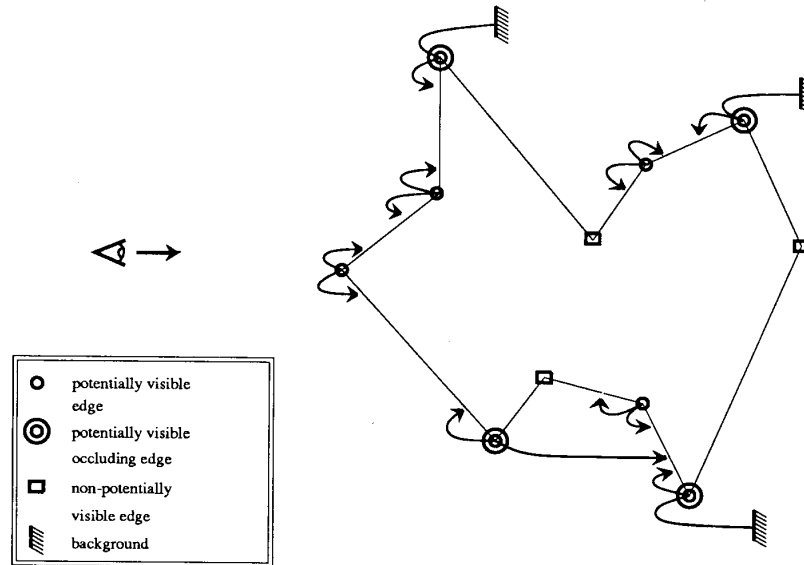 potentially visible
edge
potentially visible
occluding edge
non-potentially
visible edge
background